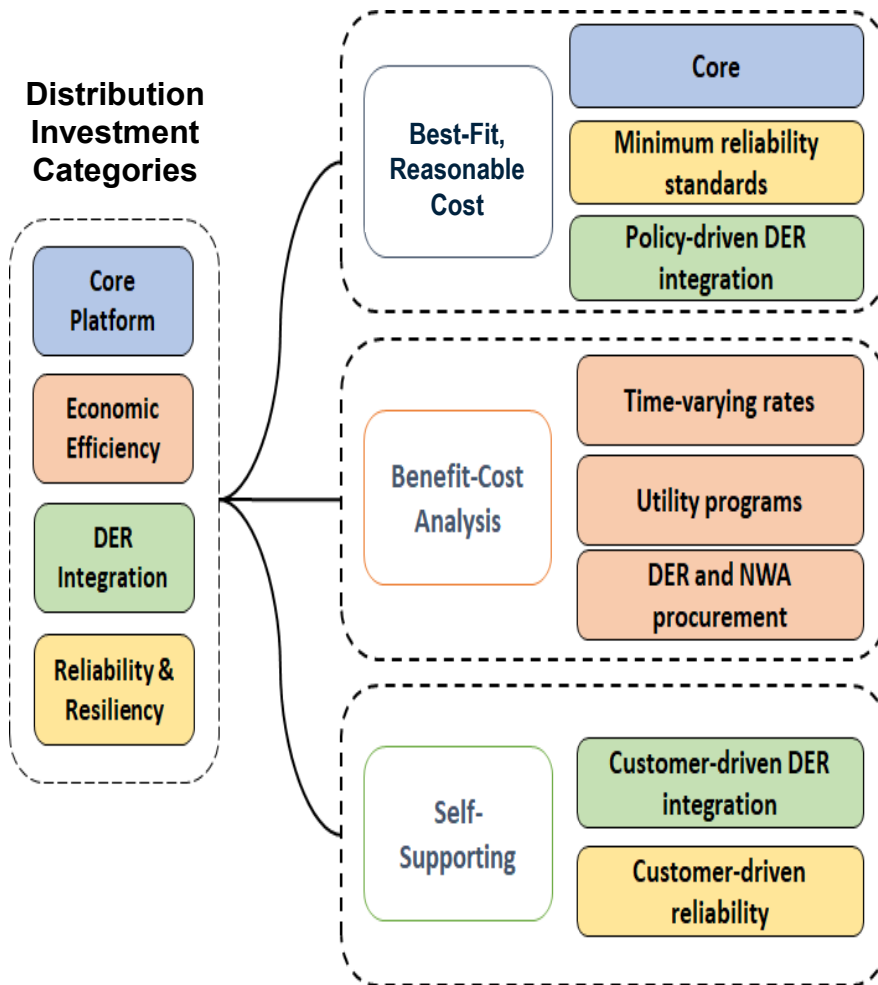 Distribution
Investment
Categories
Core
Platform
Economic
Efficiency
DER
Integration
Reliability &
Resiliency
Best-Fit,
Reasonable
Cost
Core
Minimum reliability
standards
Policy-driven DER
integration
Benefit-Cost
Analysis
Time-varying rates
Utility programs
DER and NWA
procurement
Self-
Supporting
Customer-driven DER
integration
Customer-driven
reliability